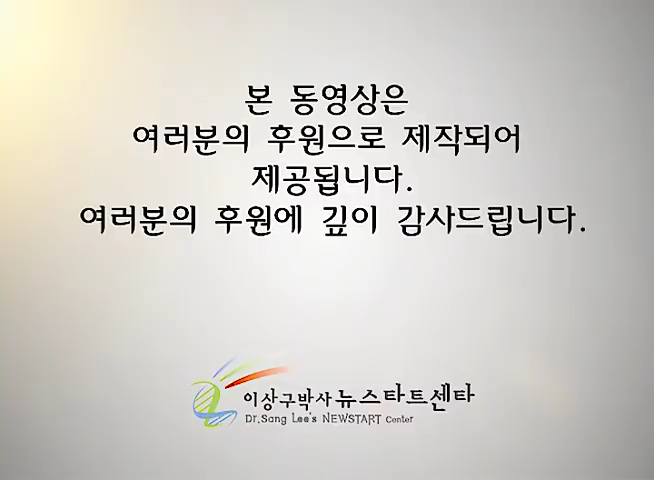 본 동영상은
여러분의 후원으로 제작되어
제공됩니다.
여러분의 후원에 깊이 감사드립니다.
이상구박사 뉴스타트센타
Dr.Sang Lee's NEWSTART Center